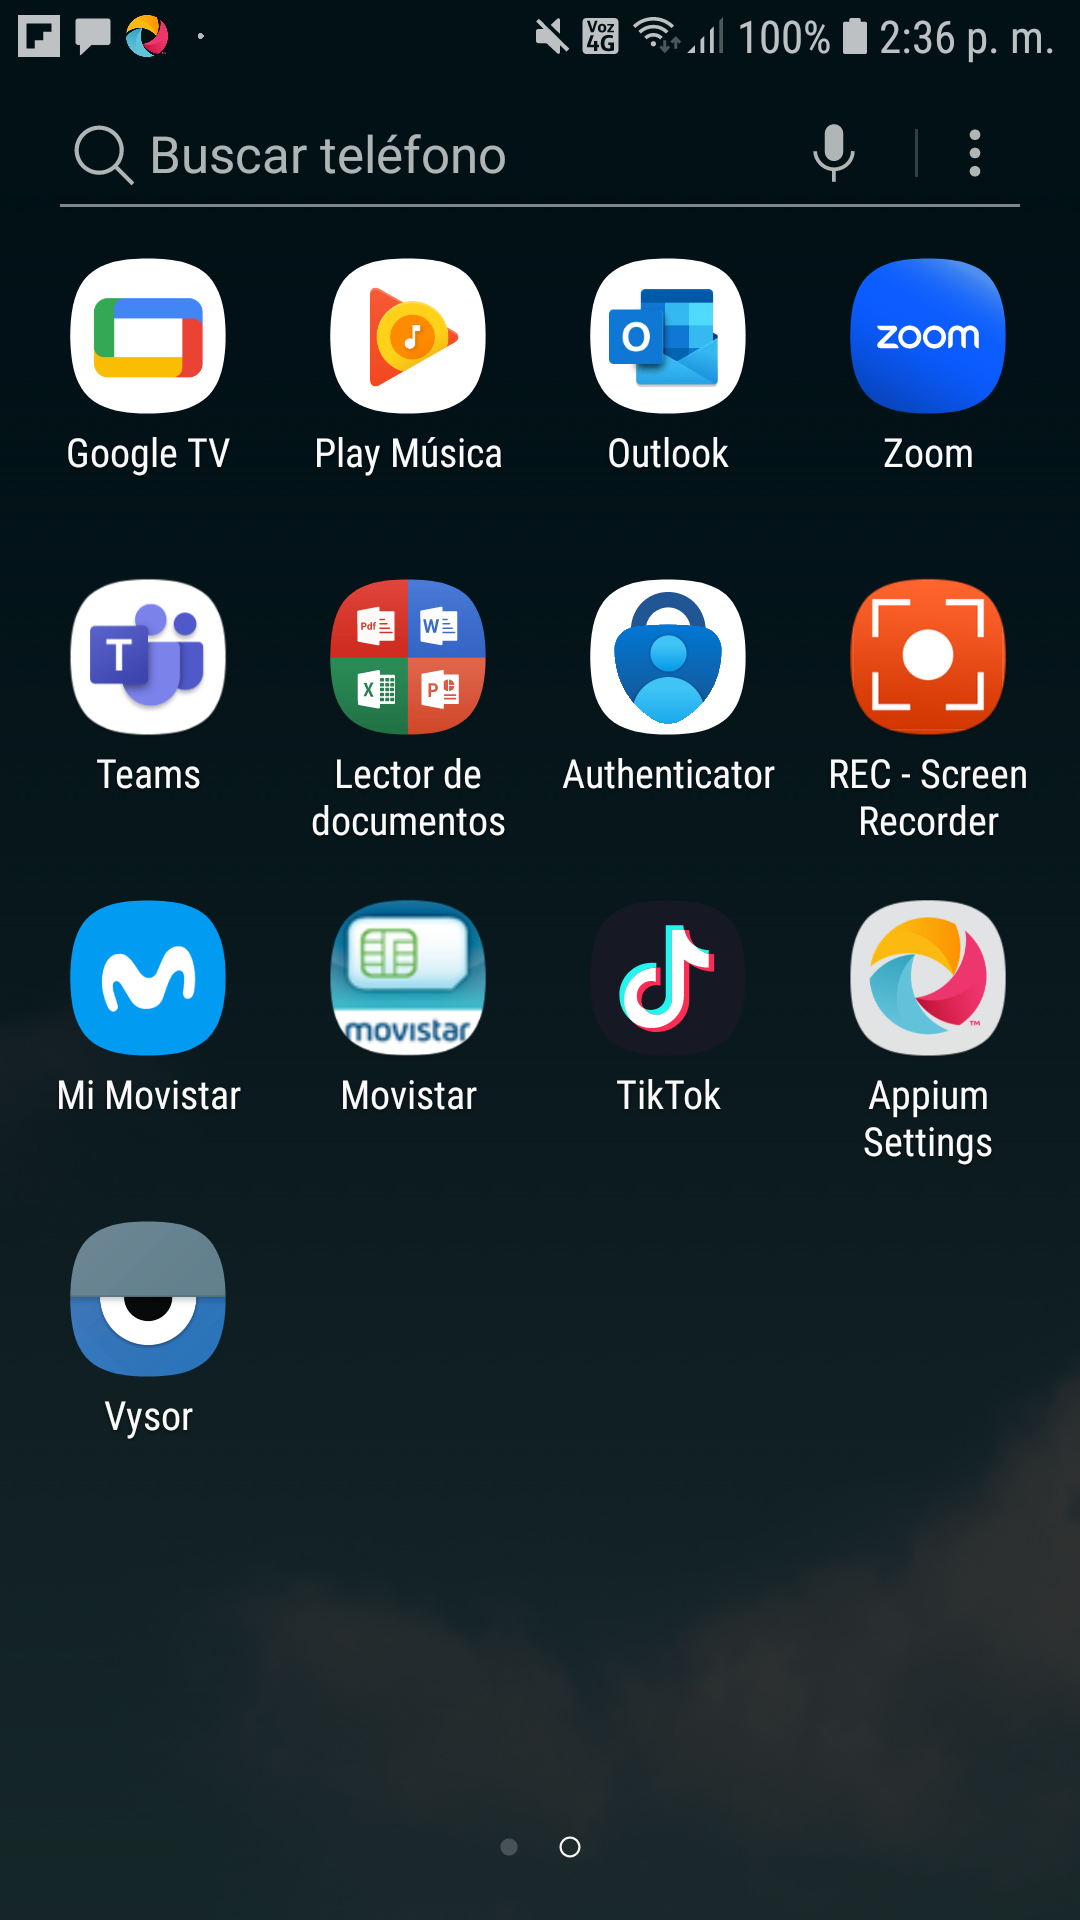 Voz 4G 100% 2:36 p. m.
Buscar teléfono
zoom
Google TV Play Música Outlook Zoom
Teams Lector de documentos Authenticator REC - Screen Recorder
movistar
Mi Movistar Movistar TikTok Appium Settings
Vysor